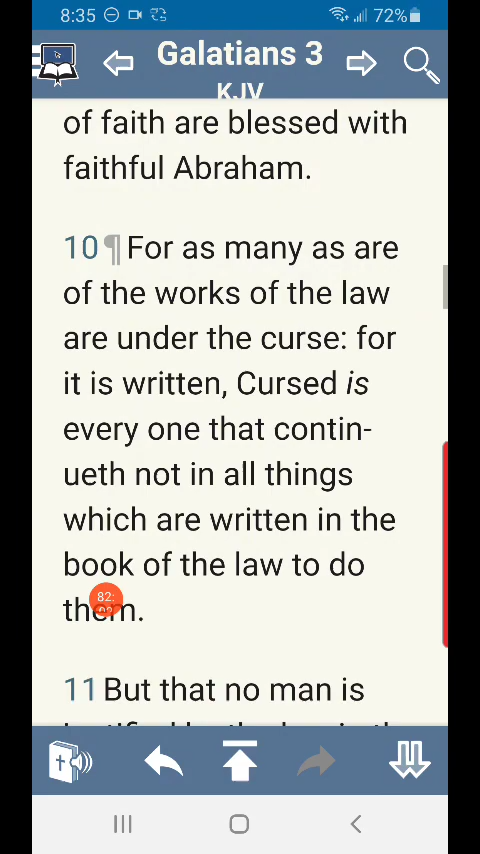 8:35 72%
Galatians 3
KJV
of faith are blessed with
faithful Abraham.
10 ¶ For as many as are
of the works of the law
are under the curse: for
it is written, Cursed is
every one that contin-
ueth not in all things
which are written in the
book of the law to do
them.
82:
11 But that no man is